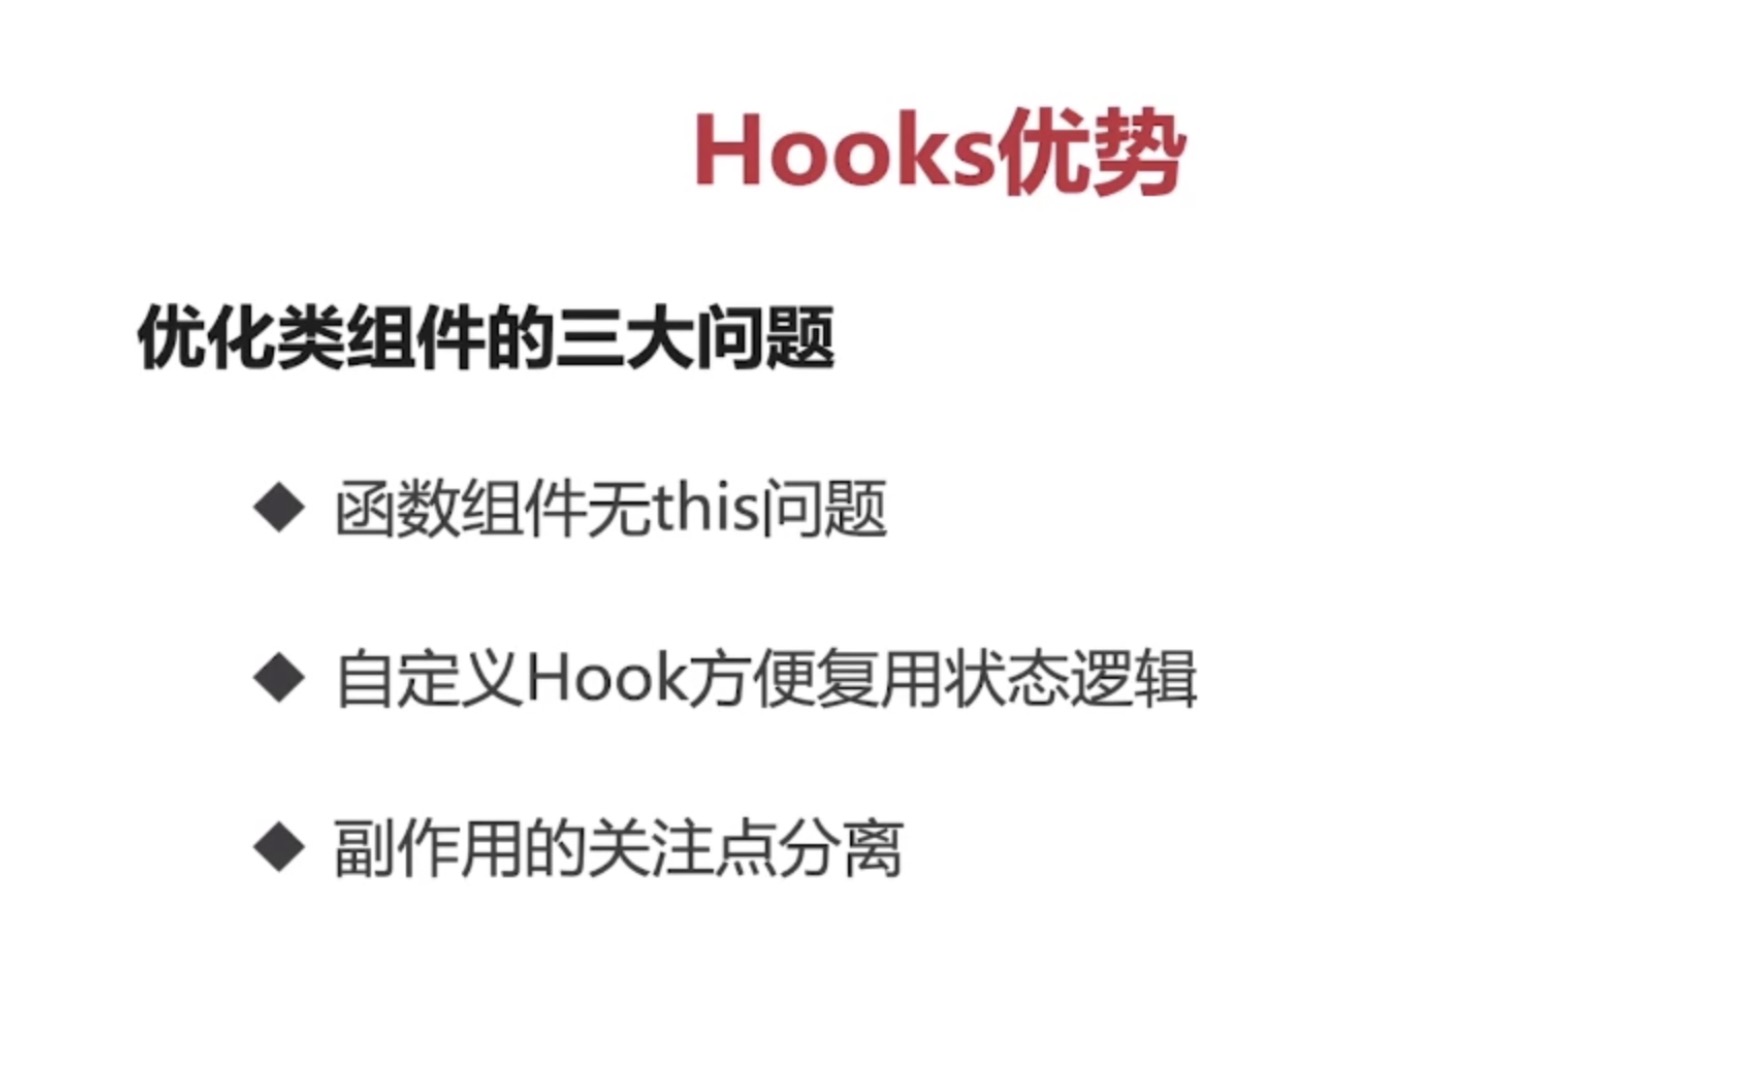 Hooks优势
优化类组件的三大问题
◆ 函数组件无this问题
◆ 自定义Hook方便复用状态逻辑
◆ 副作用的关注点分离